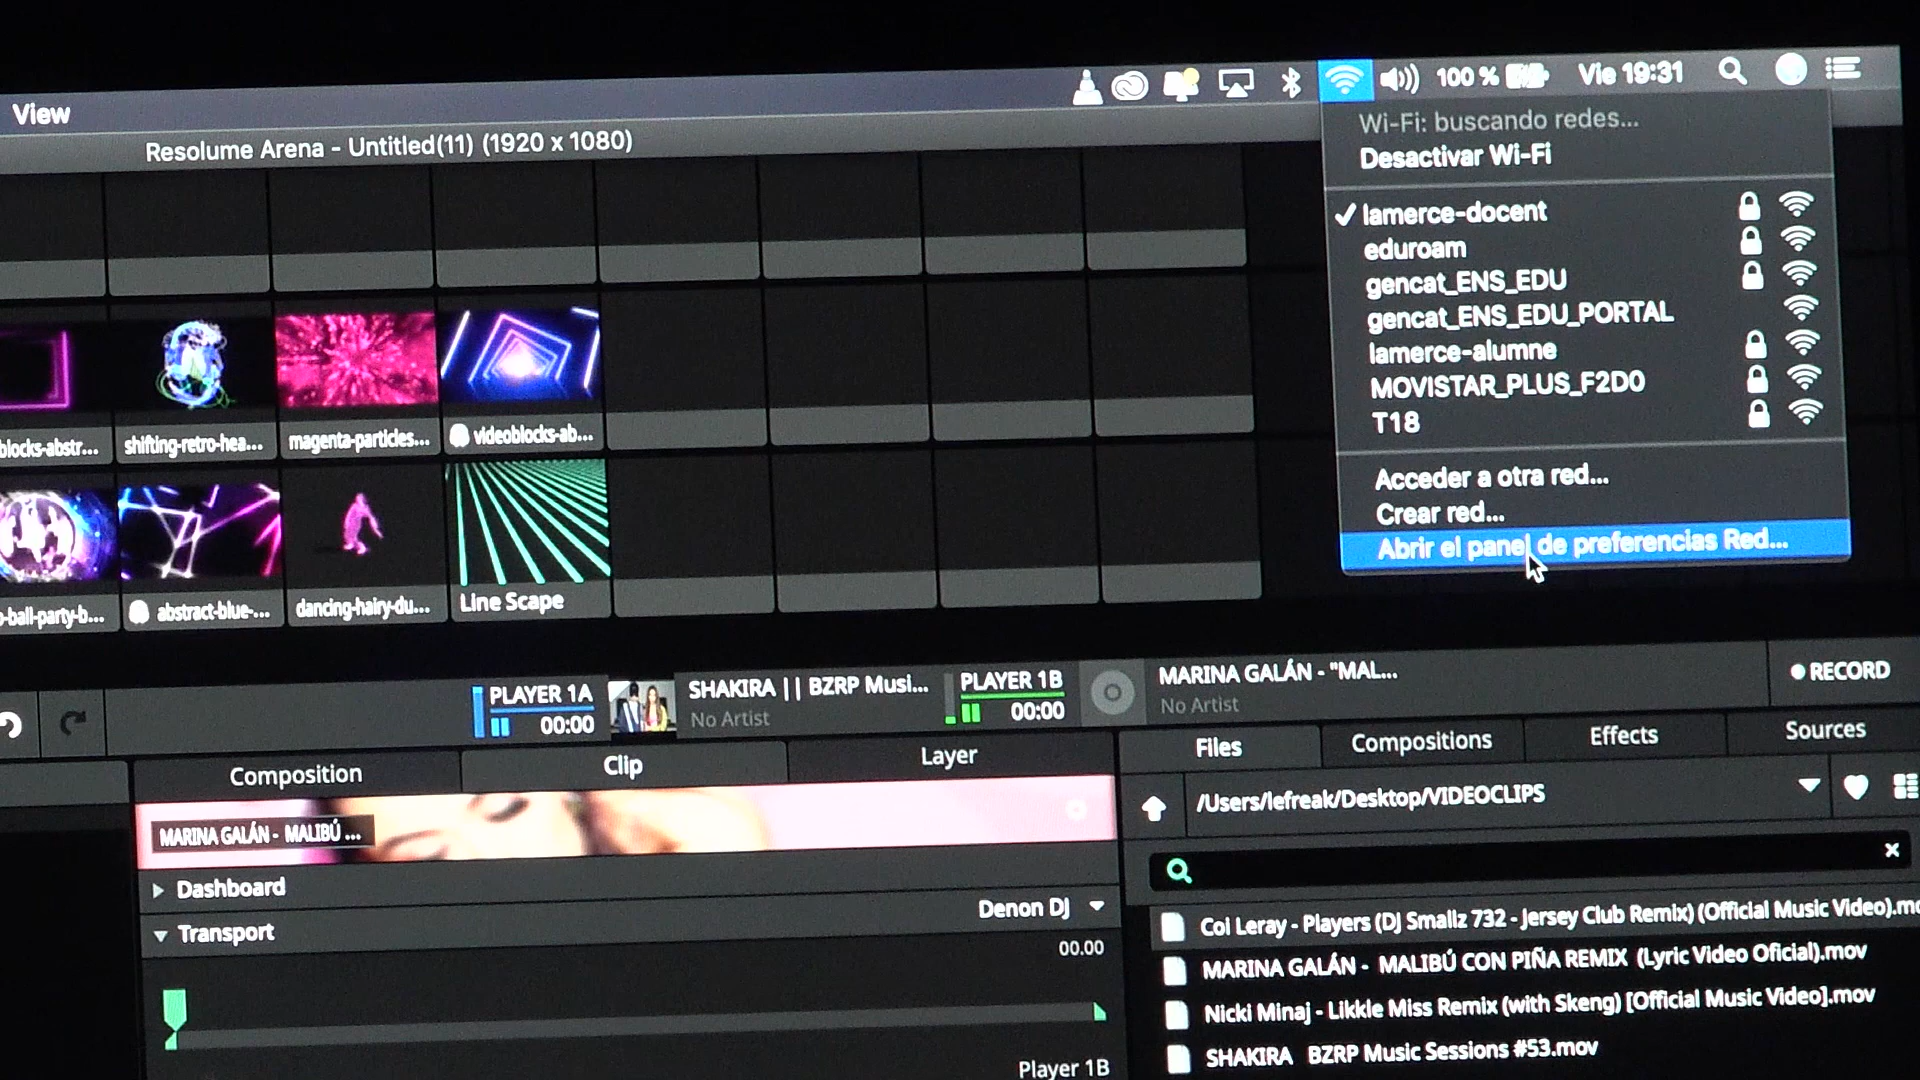 View
100 %
Vie 19:31
Resolume Arena - Untitled(11) (1920 x 1080)
Wi-Fi: buscando redes...
Desactivar Wi-Fi
lamerce-docent
eduroam
gencat_ENS_EDU
gencat_ENS_EDU_PORTAL
lamerce-alumne
MOVISTAR_PLUS_F2D0
T18
Acceder a otra red...
Crear red...
Abrir el panel de preferencias Red...
blocks-abstr...
shifting-retro-hea...
magenta-particles...
videoblocks-ab...
-ball-party-b...
abstract-blue-...
dancing-hairy-du...
Line Scape
PLAYER 1A
00:00
SHAKIRA || BZRP Musi...
No Artist
PLAYER 1B
00:00
MARINA GALÁN - "MAL...
No Artist
RECORD
Composition
Clip
Layer
MARINA GALÁN - MALIBÚ ...
Dashboard
Transport
Denon DJ
00.00
Player 1B
Files
Compositions
Effects
Sources
/Users/lefreak/Desktop/VIDEOCLIPS
Coi Leray - Players (DJ Smallz 732 - Jersey Club Remix) (Official Music Video).mo
MARINA GALÁN - MALIBÚ CON PIÑA REMIX (Lyric Video Oficial).mov
Nicki Minaj - Likkle Miss Remix (with Skeng) [Official Music Video].mov
SHAKIRA BZRP Music Sessions #53.mov